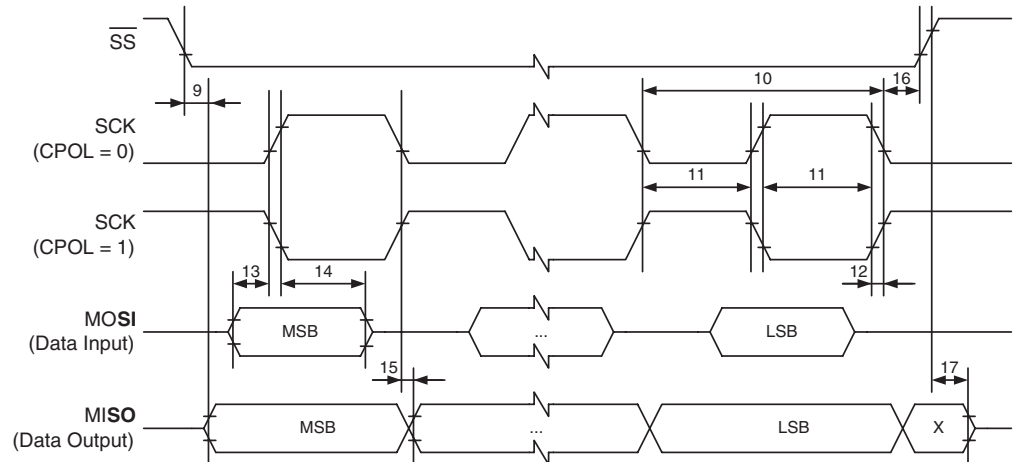 SS
9
10
16
SCK
(CPOL = 0)
11
11
SCK
(CPOL = 1)
13
14
12
MOSI
(Data Input)
MSB
...
LSB
15
17
MISO
(Data Output)
MSB
...
LSB
X